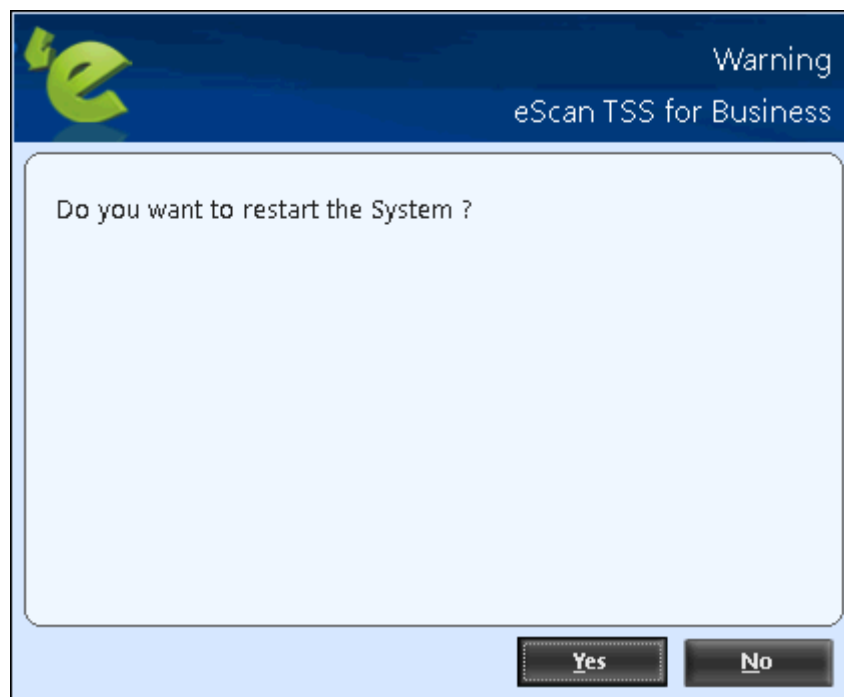 Warning
eScan TSS for Business
Do you want to restart the System ?
Yes
No